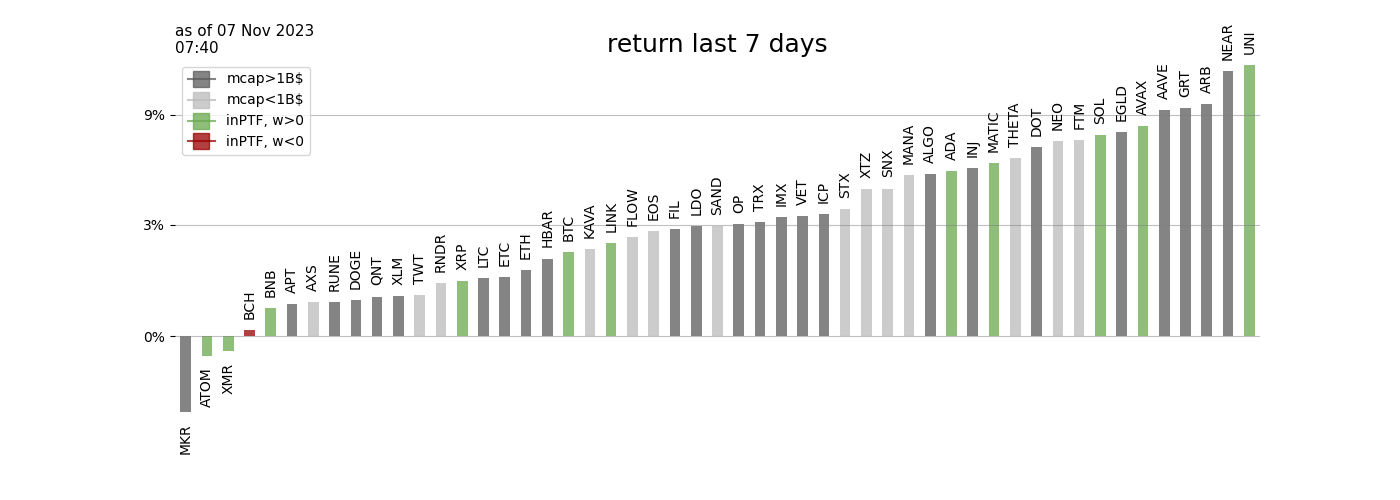 as of 07 Nov 2023
07:40
return last 7 days
mcap>1B$
mcap<1B$
inPTF, w>0
inPTF, w<0
9%
3%
0%
MKR
ATOM
XMR
BCH
BNB
APT
AXS
RUNE
DOGE
QNT
XLM
TWT
RNDR
XRP
LTC
ETC
ETH
HBAR
BTC
KAVA
LINK
FLOW
EOS
FIL
LDO
SAND
OP
TRX
IMX
VET
ICP
STX
XTZ
SNX
MANA
ALGO
ADA
INJ
MATIC
THETA
DOT
NEO
FTM
SOL
EGLD
AVAX
AAVE
GRT
ARB
NEAR
UNI